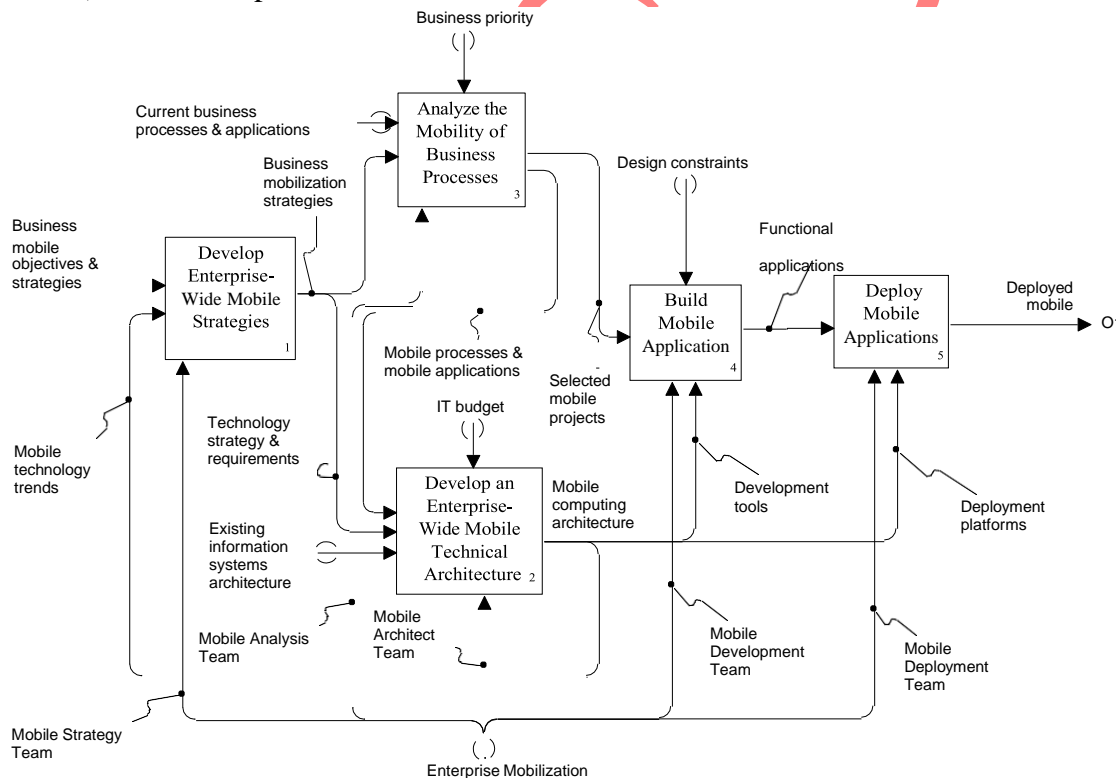 Business priority
Current business
processes & applications
Analyze the
Mobility of
Business
Processes
3
Business
mobilization
strategies
Design constraints
Business
mobile
objectives &
strategies
Develop
Enterprise-
Wide Mobile
Strategies
1
Functional
applications
Build
Mobile
Application
4
Deploy
Mobile
Applications
5
Deployed
mobile
Mobile processes &
mobile applications
Selected
mobile
projects
IT budget
Mobile
technology
trends
Technology
strategy &
requirements
Develop an
Enterprise-
Wide Mobile
Technical
Architecture
2
Mobile
computing
architecture
Development
tools
Deployment
platforms
Existing
information
systems
architecture
Mobile Analysis
Team
Mobile
Architect
Team
Mobile
Development
Team
Mobile
Deployment
Team
Mobile Strategy
Team
Enterprise Mobilization